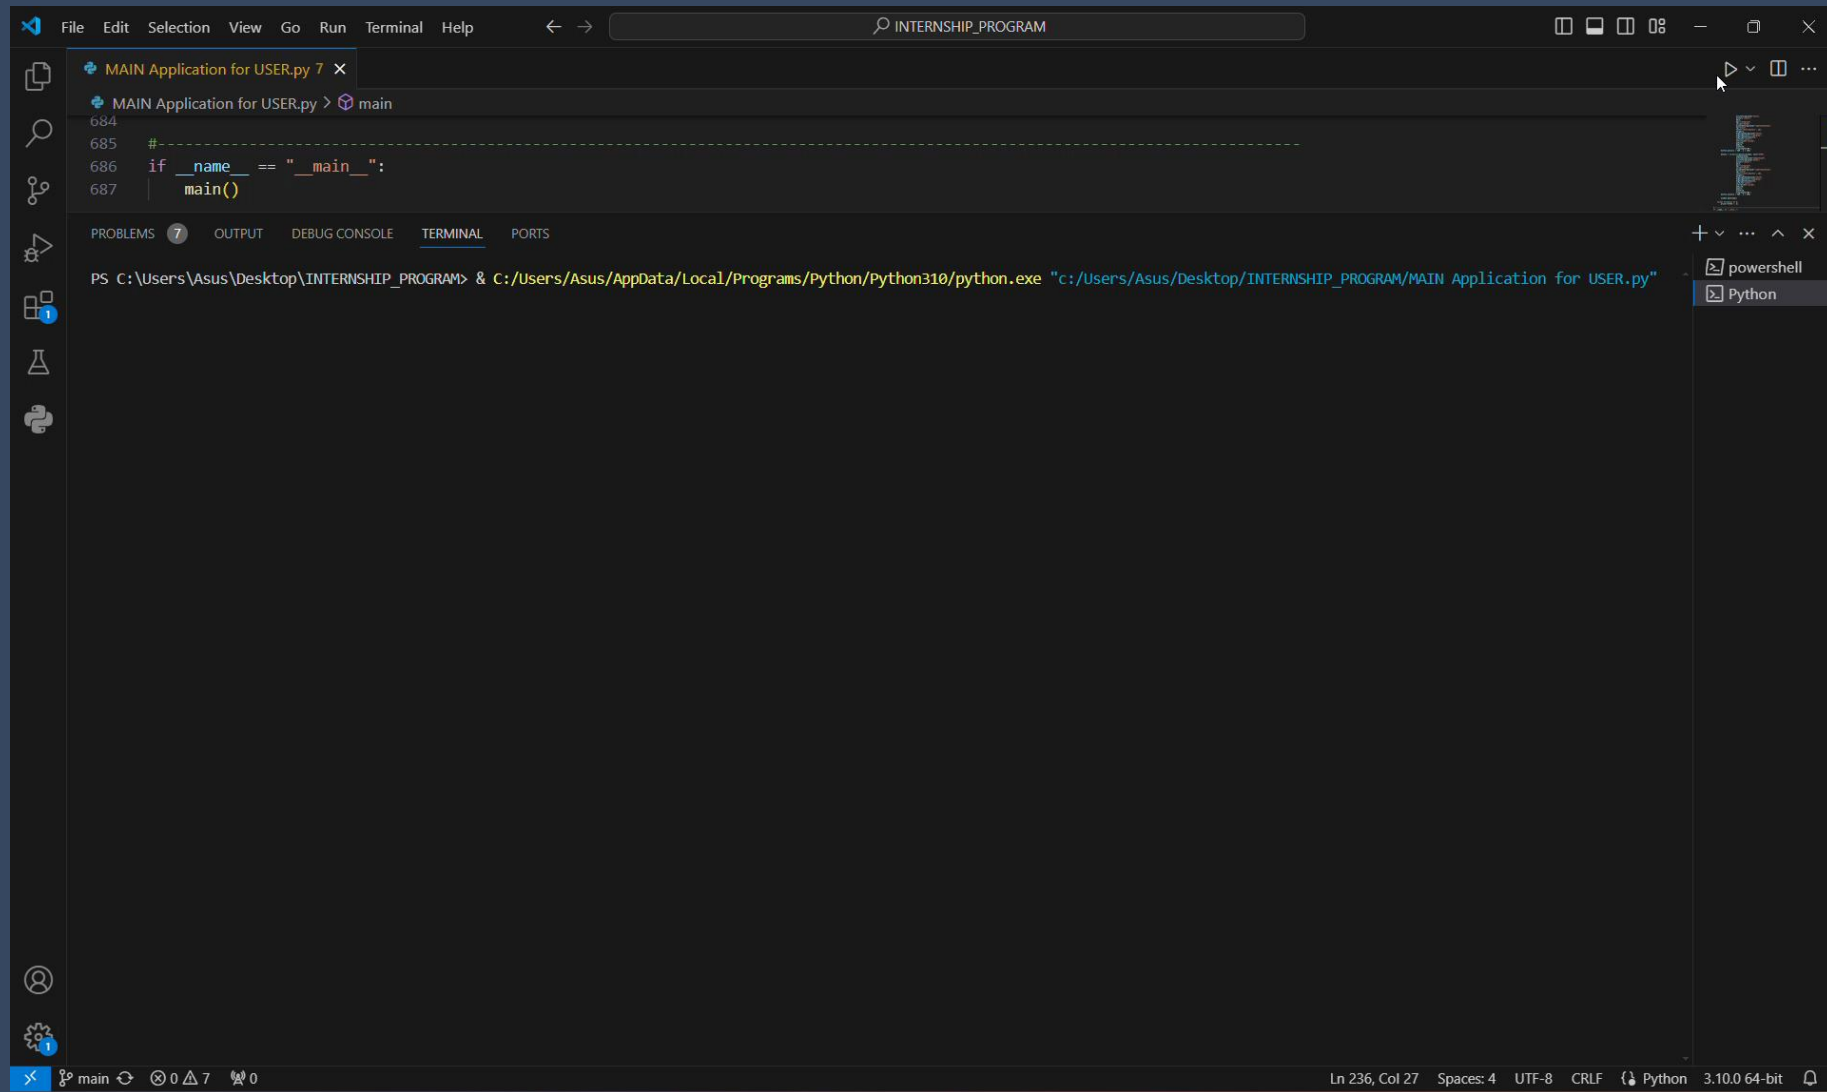 File Edit Selection View Go Run Terminal Help INTERNSHIP_PROGRAM
MAIN Application for USER.py 7
MAIN Application for USER.py > main
684
685 #------------------------------------------------------------------------------------------------------------------------------
686 if __name__ == "__main__":
687 main()
PROBLEMS 7 OUTPUT DEBUG CONSOLE TERMINAL PORTS
PS C:\Users\Asus\Desktop\INTERNSHIP_PROGRAM> & C:/Users/Asus/AppData/Local/Programs/Python/Python310/python.exe "c:/Users/Asus/Desktop/INTERNSHIP_PROGRAM/MAIN Application for USER.py"
powershell
Python
1
1
main 0 7 0 Ln 236, Col 27 Spaces: 4 UTF-8 CRLF Python 3.10.0 64-bit